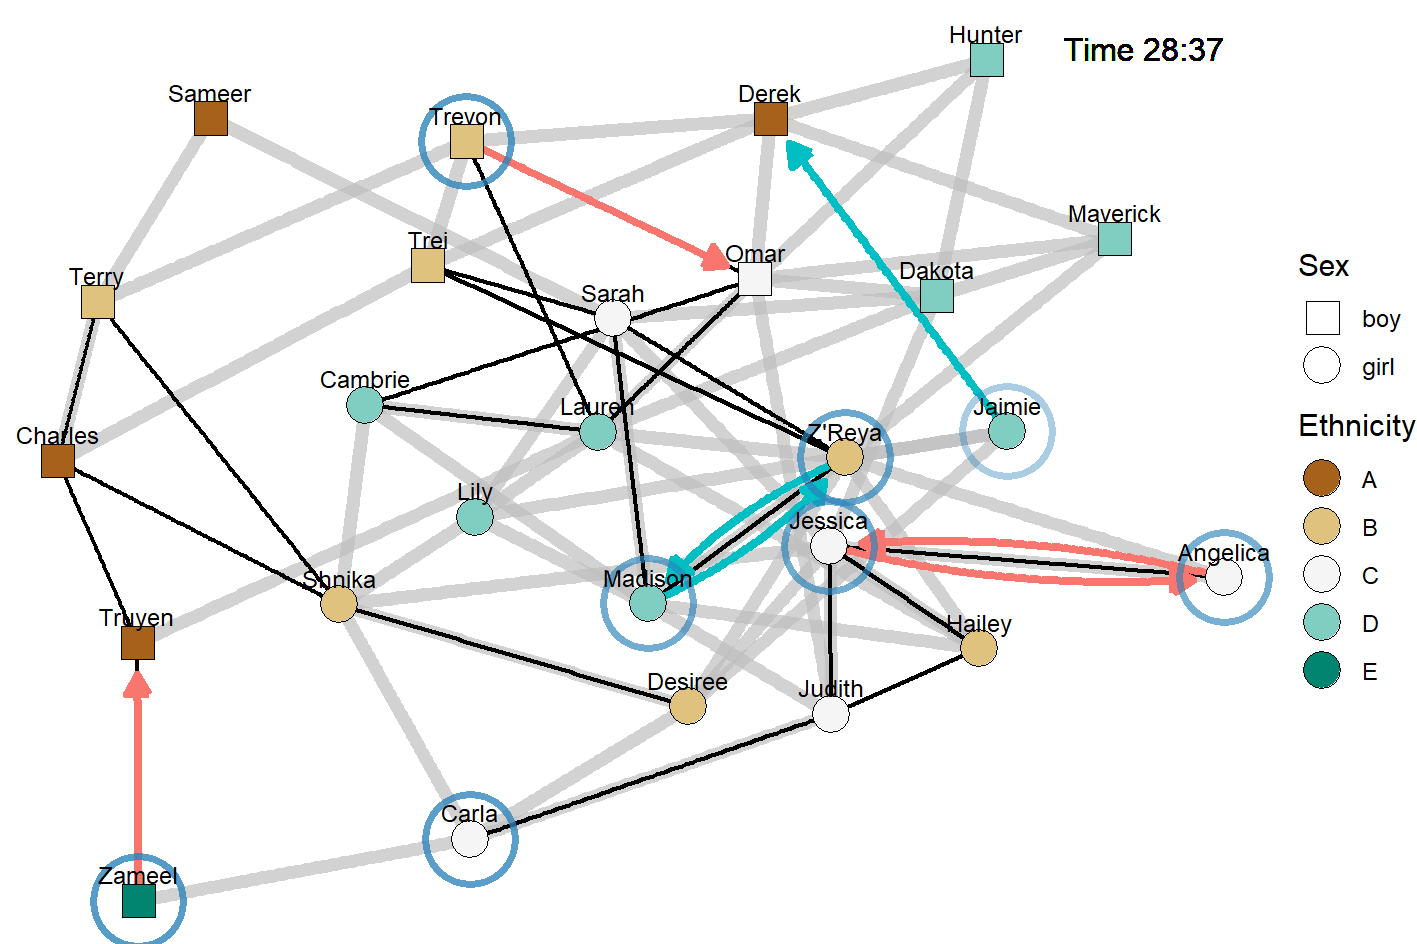 Hunter
Time 28:37
Sameer
Derek
Trevon
Maverick
Trei
Omar
Dakota
Terry
Sarah
Sex
boy
girl
Cambrie
Lauren
Jaimie
Ethnicity
Charles
Z'Reya
A
Lily
B
Jessica
Angelica
C
Shnika
Madison
Truyen
Hailey
D
Desiree
Judith
E
Carla
Zameel